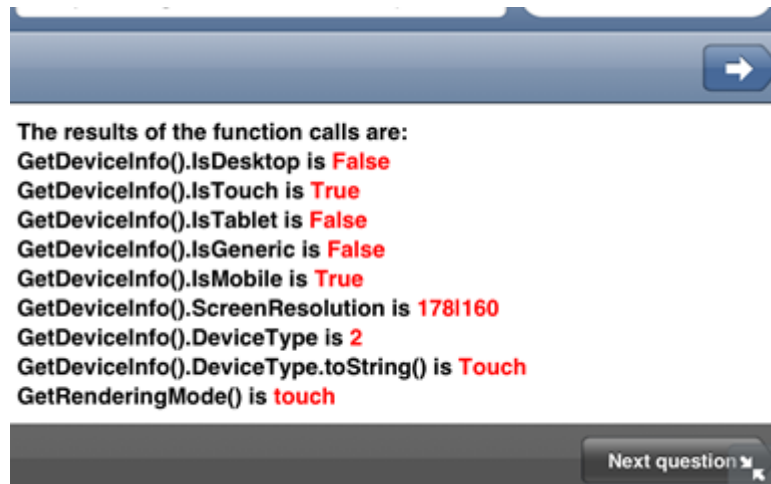 The results of the function calls are:
GetDeviceInfo().IsDesktop is False
GetDeviceInfo().IsTouch is True
GetDeviceInfo().IsTablet is False
GetDeviceInfo().IsGeneric is False
GetDeviceInfo().IsMobile is True
GetDeviceInfo().ScreenResolution is 178|160
GetDeviceInfo().DeviceType is 2
GetDeviceInfo().DeviceType.toString() is Touch
GetRenderingMode() is touch
Next question